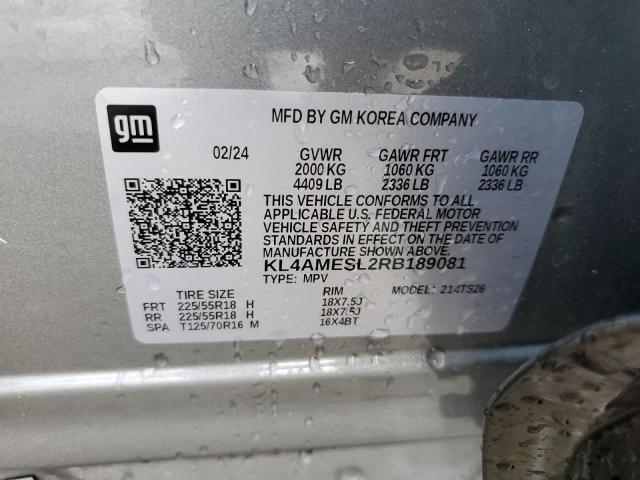 gm
MFD BY GM KOREA COMPANY
02/24 GVWR GAWR FRT GAWR RR
2000 KG 1060 KG 1060 KG
4409 LB 2336 LB 2336 LB
THIS VEHICLE CONFORMS TO ALL
APPLICABLE U.S. FEDERAL MOTOR
VEHICLE SAFETY AND THEFT PREVENTION
STANDARDS IN EFFECT ON THE DATE OF
MANUFACTURE SHOWN ABOVE.
KL4AMESL2RB189081
TYPE: MPV MODEL: 214TS26
TIRE SIZE RIM
FRT 225/55R18 H 18X7.5J
RR 225/55R18 H 18X7.5J
SPA T125/70R16 M 16X4BT